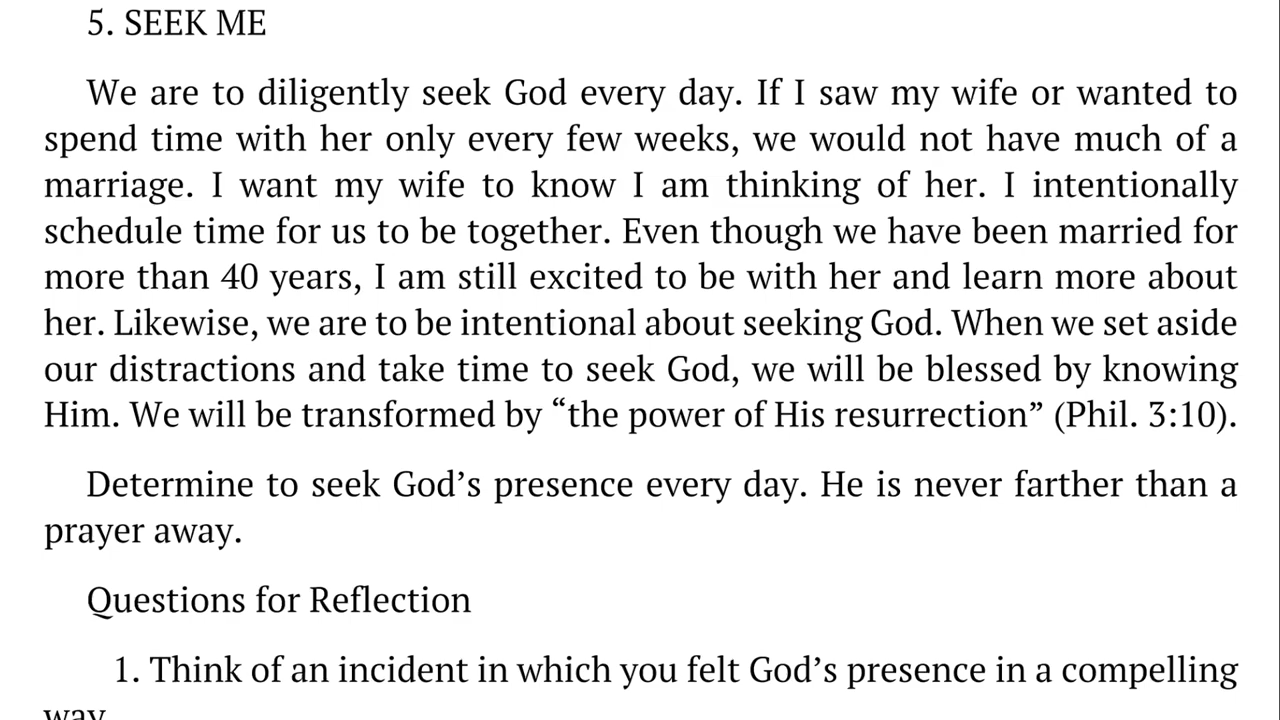 5. SEEK ME
We are to diligently seek God every day. If I saw my wife or wanted to
spend time with her only every few weeks, we would not have much of a
marriage. I want my wife to know I am thinking of her. I intentionally
schedule time for us to be together. Even though we have been married for
more than 40 years, I am still excited to be with her and learn more about
her. Likewise, we are to be intentional about seeking God. When we set aside
our distractions and take time to seek God, we will be blessed by knowing
Him. We will be transformed by “the power of His resurrection” (Phil. 3:10).
Determine to seek God’s presence every day. He is never farther than a
prayer away.
Questions for Reflection
1. Think of an incident in which you felt God’s presence in a compelling
way.